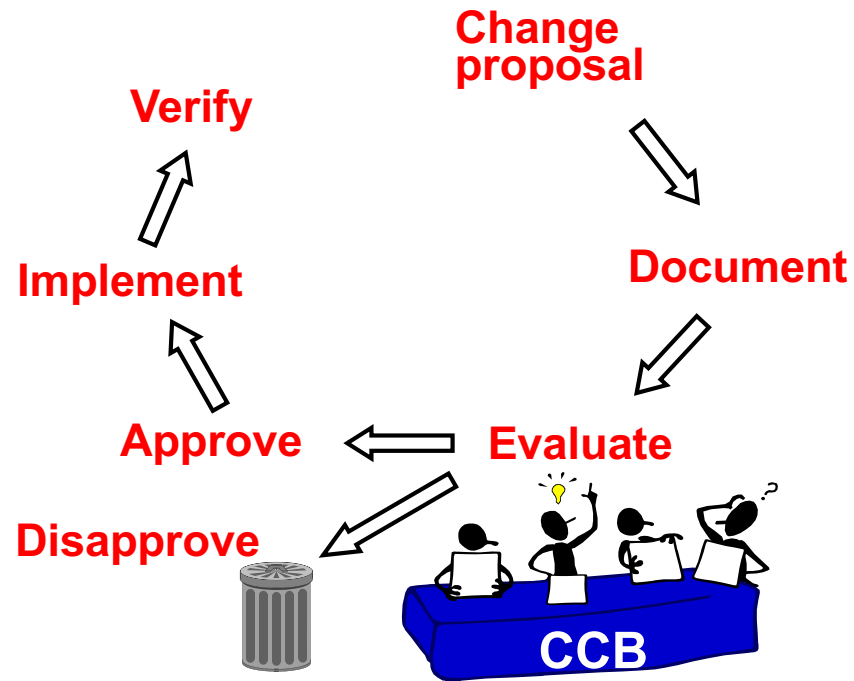 Change
proposal
Verify
Document
Implement
Approve
Evaluate
Disapprove
?
CCB